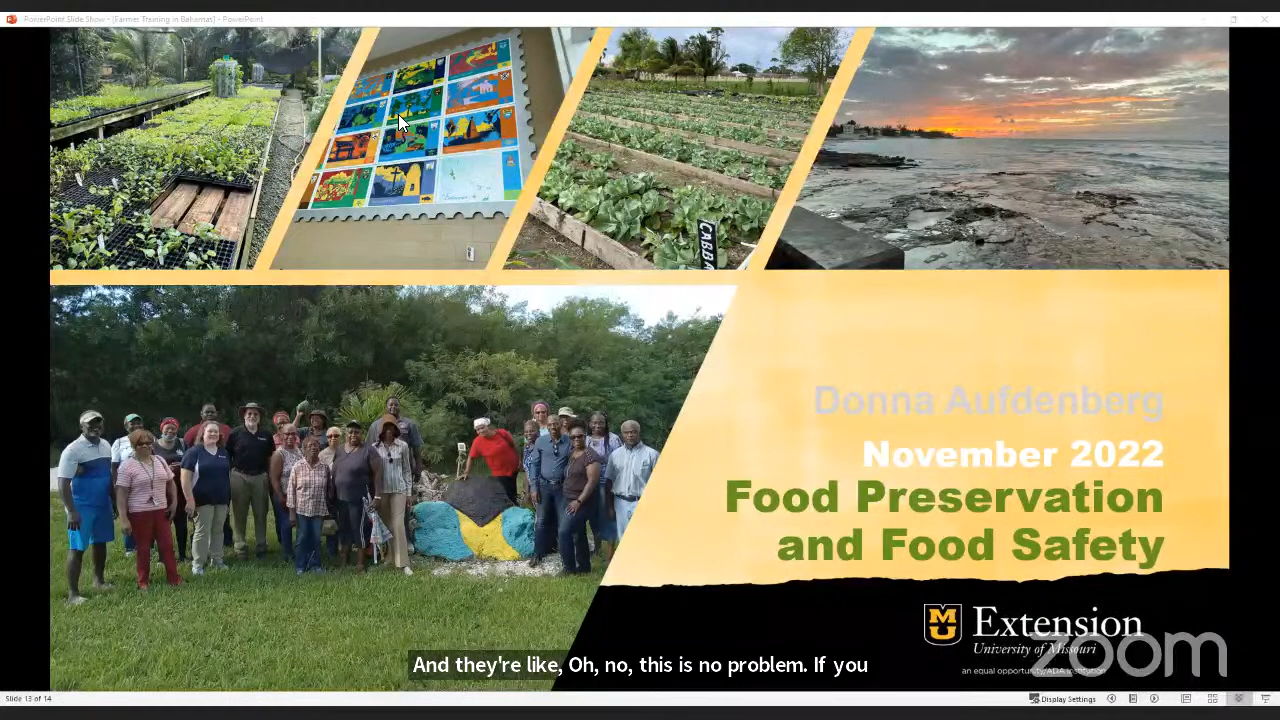 PowerPoint Slide Show - [Farmer Training in Bahamas] - PowerPoint
CABBA
Donna Aufdenberg
November 2022
Food Preservation
and Food Safety
MU
Extension
University of Missouri
an equal opportunity/ADA institution
zoom
And they're like, Oh, no, this is no problem. If you
Slide 13 of 14
Display Settings